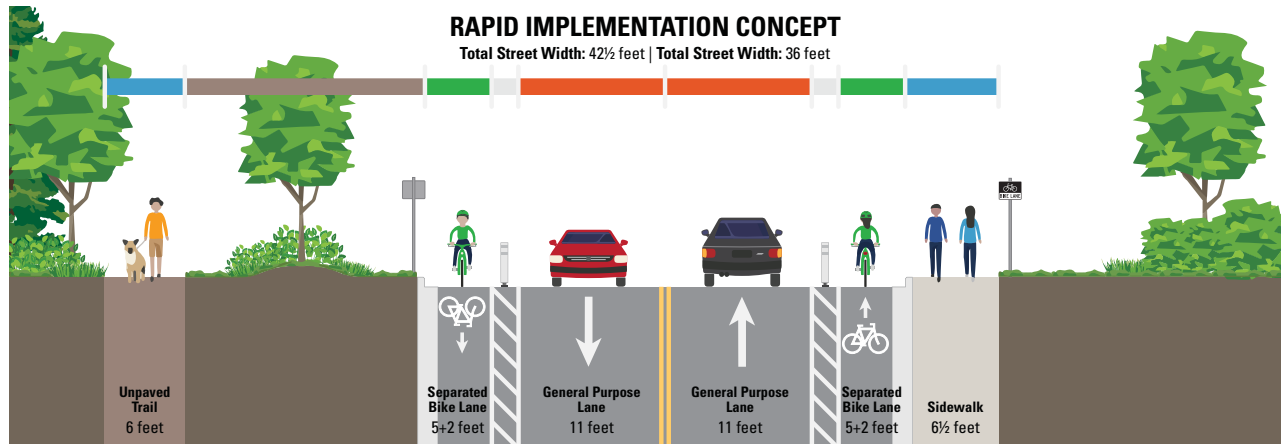 RAPID IMPLEMENTATION CONCEPT
Total Street Width: 42½ feet | Total Street Width: 36 feet
BIKE LANE
Unpaved
Trail
6 feet
Separated
Bike Lane
5+2 feet
General Purpose
Lane
11 feet
General Purpose
Lane
11 feet
Separated
Bike Lane
5+2 feet
Sidewalk
6½ feet